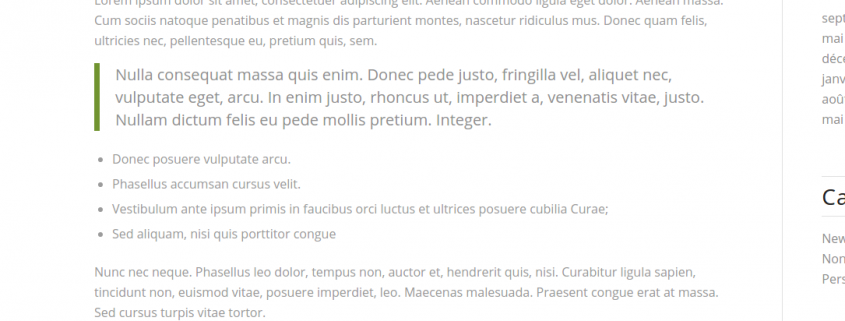 Lorem ipsum dolor sit amet, consectetuer adipiscing elit. Aenean commodo ligula eget dolor. Aenean massa.
Cum sociis natoque penatibus et magnis dis parturient montes, nascetur ridiculus mus. Donec quam felis,
ultricies nec, pellentesque eu, pretium quis, sem.
Nulla consequat massa quis enim. Donec pede justo, fringilla vel, aliquet nec,
vulputate eget, arcu. In enim justo, rhoncus ut, imperdiet a, venenatis vitae, justo.
Nullam dictum felis eu pede mollis pretium. Integer.
Donec posuere vulputate arcu.
Phasellus accumsan cursus velit.
Vestibulum ante ipsum primis in faucibus orci luctus et ultrices posuere cubilia Curae;
Sed aliquam, nisi quis porttitor congue
Nunc nec neque. Phasellus leo dolor, tempus non, auctor et, hendrerit quis, nisi. Curabitur ligula sapien,
tincidunt non, euismod vitae, posuere imperdiet, leo. Maecenas malesuada. Praesent congue erat at massa.
Sed cursus turpis vitae tortor.
sept
mai
déce
janv
aoû
mai
Ca
New
Non
Pers